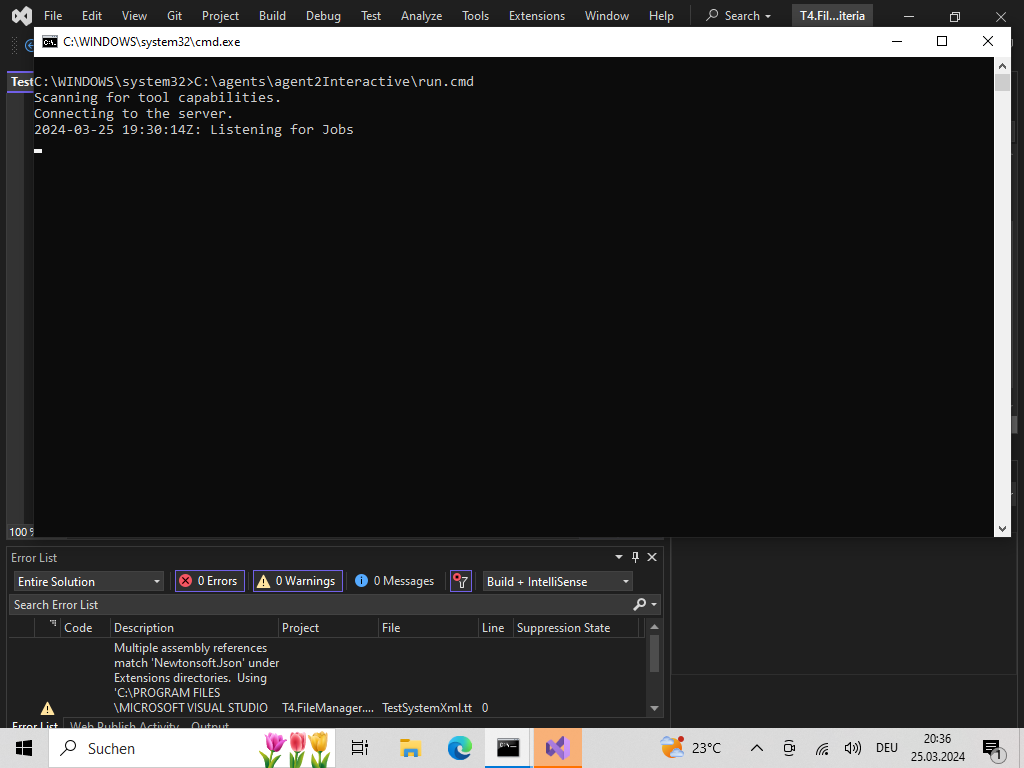 File Edit View Git Project Build Debug Test Analyze Tools Extensions Window Help Search T4.Fil...iteria
C:\WINDOWS\system32\cmd.exe
Test
C:\WINDOWS\system32>C:\agents\agent2Interactive\run.cmd
Scanning for tool capabilities.
Connecting to the server.
2024-03-25 19:30:14Z: Listening for Jobs
100 %
Error List
Entire Solution 0 Errors 0 Warnings 0 Messages Build + IntelliSense
Search Error List
Code Description Project File Line Suppression State
Multiple assembly references
match 'Newtonsoft.Json' under
Extensions directories. Using
'C:\PROGRAM FILES
\MICROSOFT VISUAL STUDIO T4.FileManager.... TestSystemXml.tt 0
Error List Web Publish Activity Output
Suchen 23°C DEU 20:36
25.03.2024 1